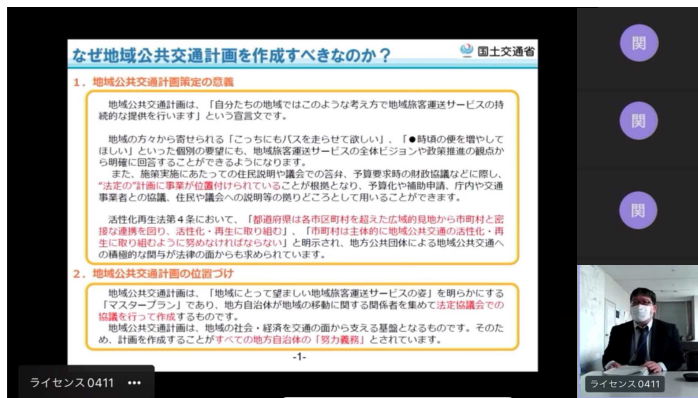 なぜ地域公共交通計画を作成すべきなのか？
国土交通省
1．地域公共交通計画策定の意義
地域公共交通計画は、「自分たちの地域ではこのような考え方で地域旅客運送サービスの持
続的な提供を行います」という宣言文です。
地域の方々から寄せられる「こっちにもバスを走らせて欲しい」、「●時頃の便を増やして
ほしい」といった個別の要望にも、地域旅客運送サービスの全体ビジョンや政策推進の観点か
ら明確に回答することができるようになります。
また、施策実施にあたっての住民説明や議会での答弁、予算要求時の財政協議などに際し、
“法定の”計画に事業が位置付けられていることが根拠となり、予算化や補助申請、庁内や交通
事業者との協議、住民や議会への説明等の拠りどころとして用いることができます。
活性化再生法第４条において、「都道府県は各市区町村を超えた広域的見地から市町村と密
接な連携を図り、活性化・再生に取り組む」、「市町村は主体的に地域公共交通の活性化・再
生に取り組むように努めなければならない」と明示され、地方公共団体による地域公共交通へ
の積極的な関与が法律の面からも求められています。
2．地域公共交通計画の位置づけ
地域公共交通計画は、「地域にとって望ましい地域旅客運送サービスの姿」を明らかにする
「マスタープラン」であり、地方自治体が地域の移動に関する関係者を集めて法定協議会での
協議を行って作成するものです。
地域公共交通計画は、地域の社会・経済を交通の面から支える基盤となるものです。そのた
め、計画を作成することがすべての地方自治体の「努力義務」とされています。
-1-
関
関
関
ライセンス0411 •••
ライセンス0411